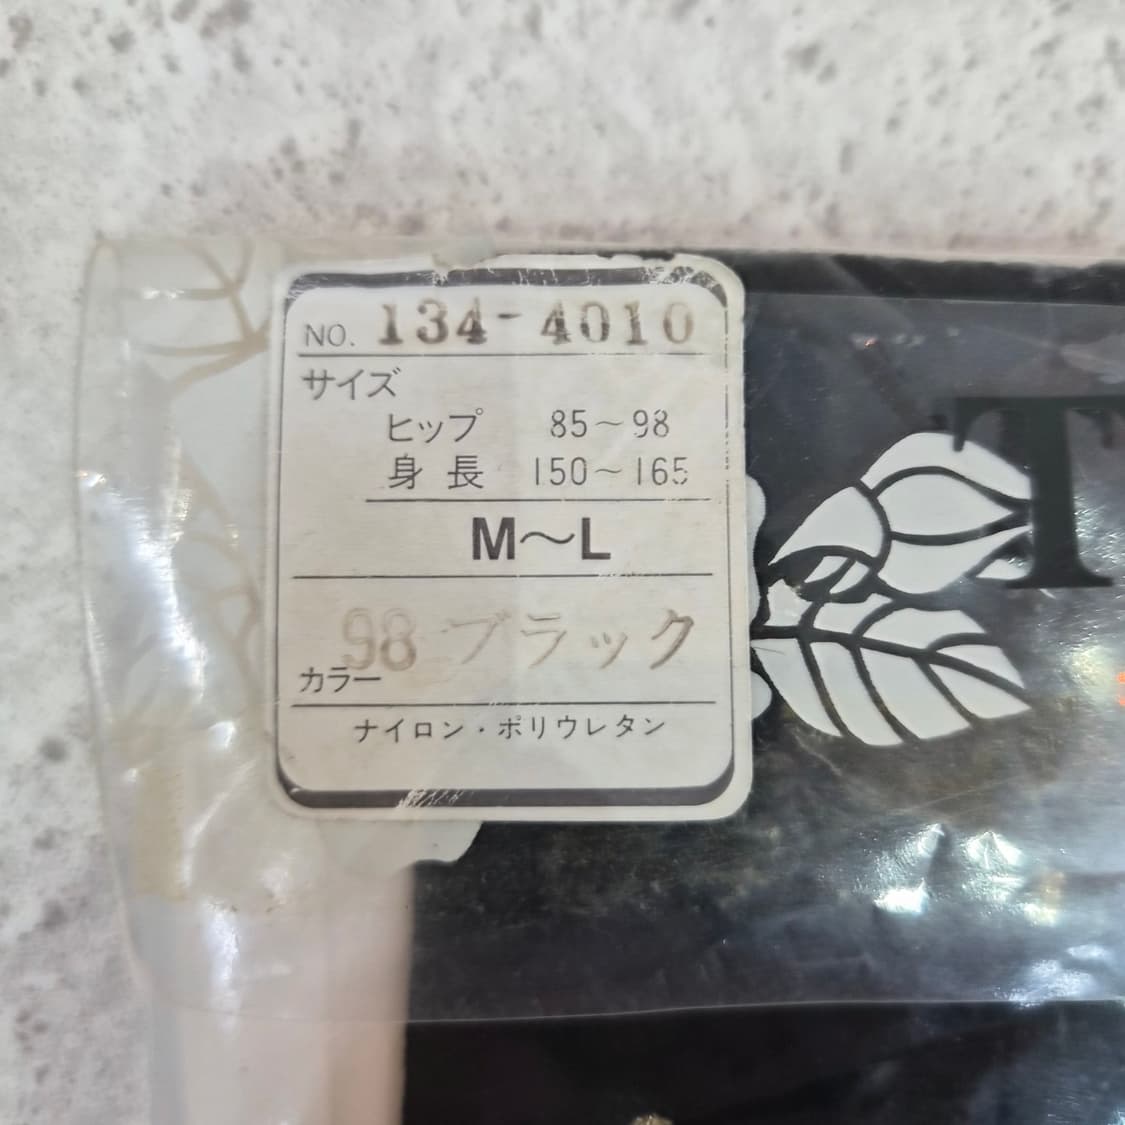 NO. 134-4010
サイズ
ヒップ 85〜98
身長 150〜165
M〜L
カラー 98 ブラック
ナイロン・ポリウレタン
T